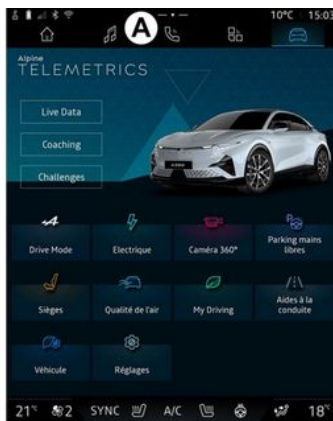 10°C 15:03
A
Alpine
TELEMETRICS
Live Data
Coaching
Challenges
Drive Mode
Electrique
Caméra 360°
Parking mains
libres
Sièges
Qualité de l'air
My Driving
Aides à la
conduite
Véhicule
Réglages
21°C 2 SYNC A/C 18°C